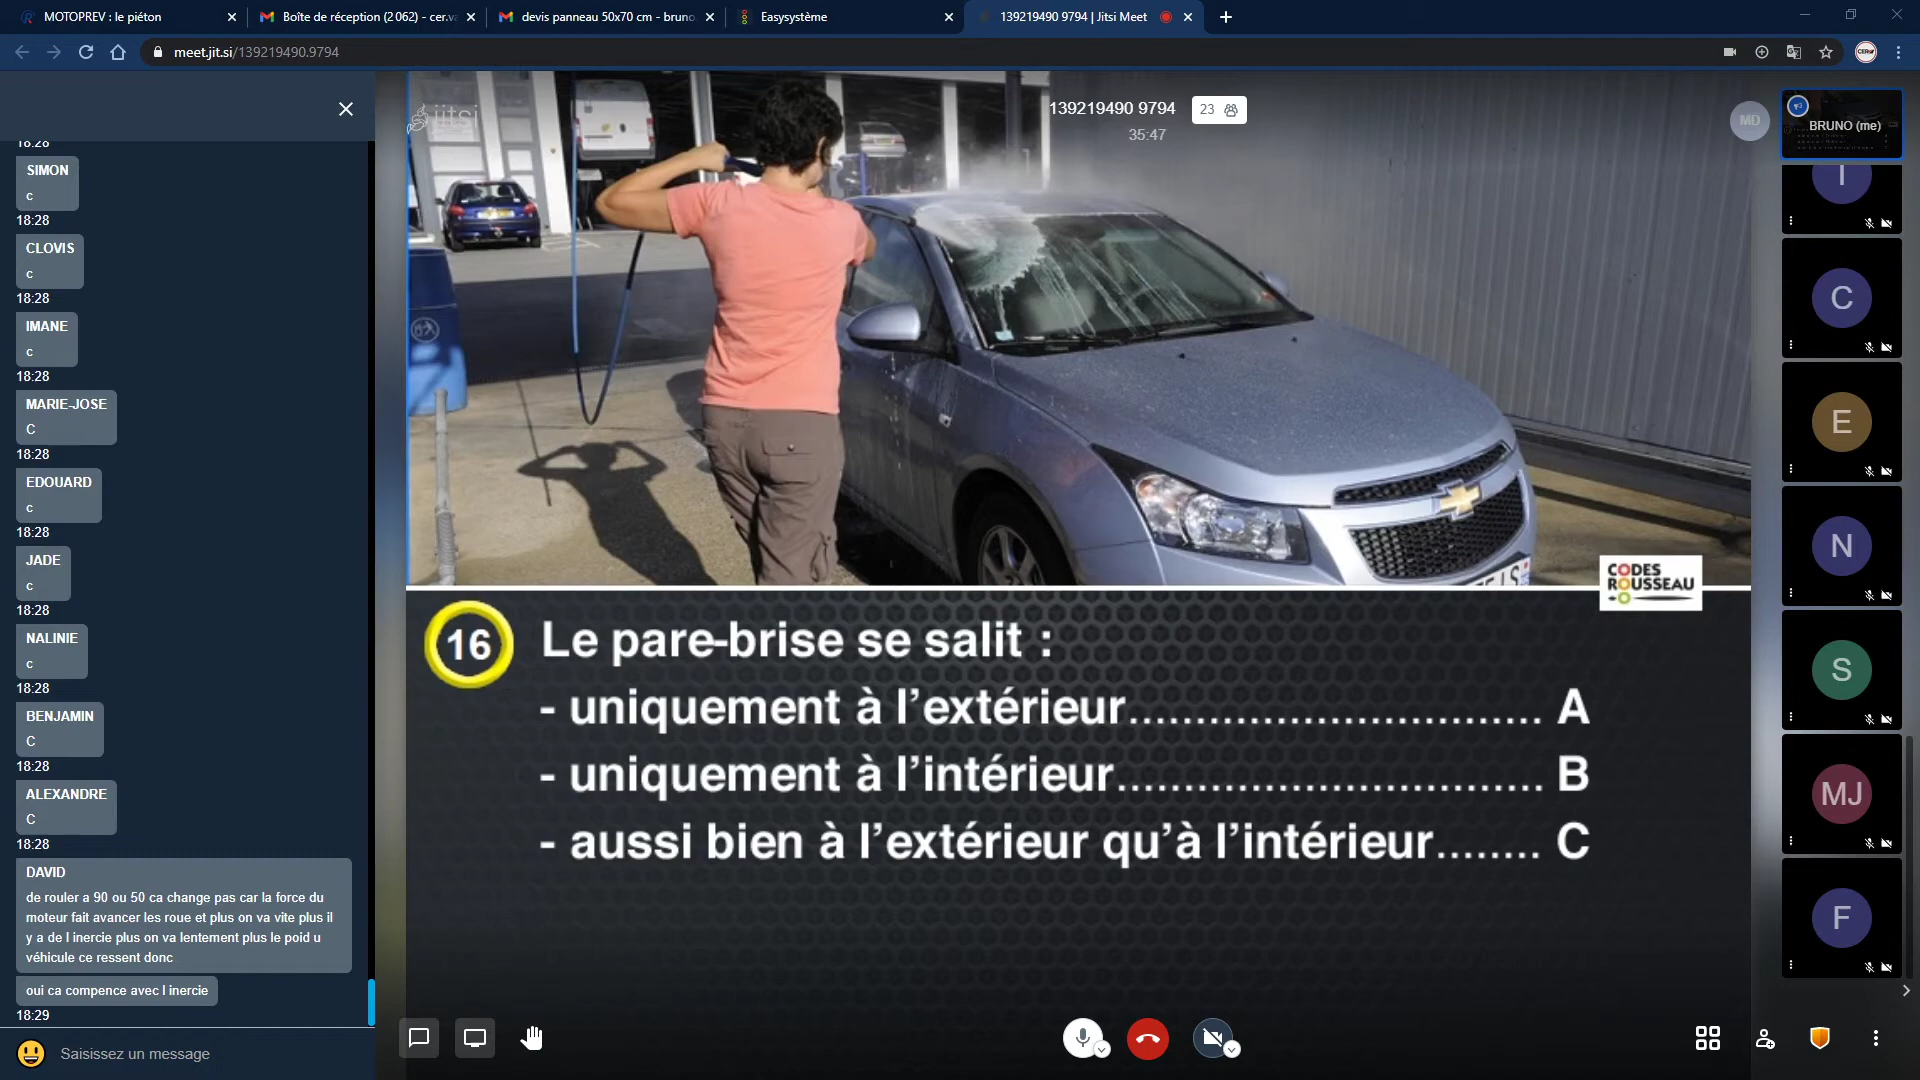 MOTOPREV : le piéton
Boîte de réception (2 062) - cer.va
devis panneau 50x70 cm - bruno.
Easysystème
139219490 9794 | Jitsi Meet
meet.jit.si/139219490.9794
18:28
SIMON
c
18:28
CLOVIS
c
18:28
IMANE
c
18:28
MARIE-JOSE
C
18:28
EDOUARD
c
18:28
JADE
c
18:28
NALINIE
c
18:28
BENJAMIN
C
18:28
ALEXANDRE
C
18:28
DAVID
de rouler a 90 ou 50 ca change pas car la force du
moteur fait avancer les roue et plus on va vite plus il
y a de l inercie plus on va lentement plus le poid u
véhicule ce ressent donc
oui ca compence avec l inercie
18:29
Saisissez un message
jitsi
139219490 9794
23
35:47
MD
CODES
ROUSSEAU
16
Le pare-brise se salit :
- uniquement à l'extérieur.............................. A
- uniquement à l'intérieur............................... B
- aussi bien à l'extérieur qu'à l'intérieur........ C
BRUNO (me)
I
C
E
N
S
MJ
F